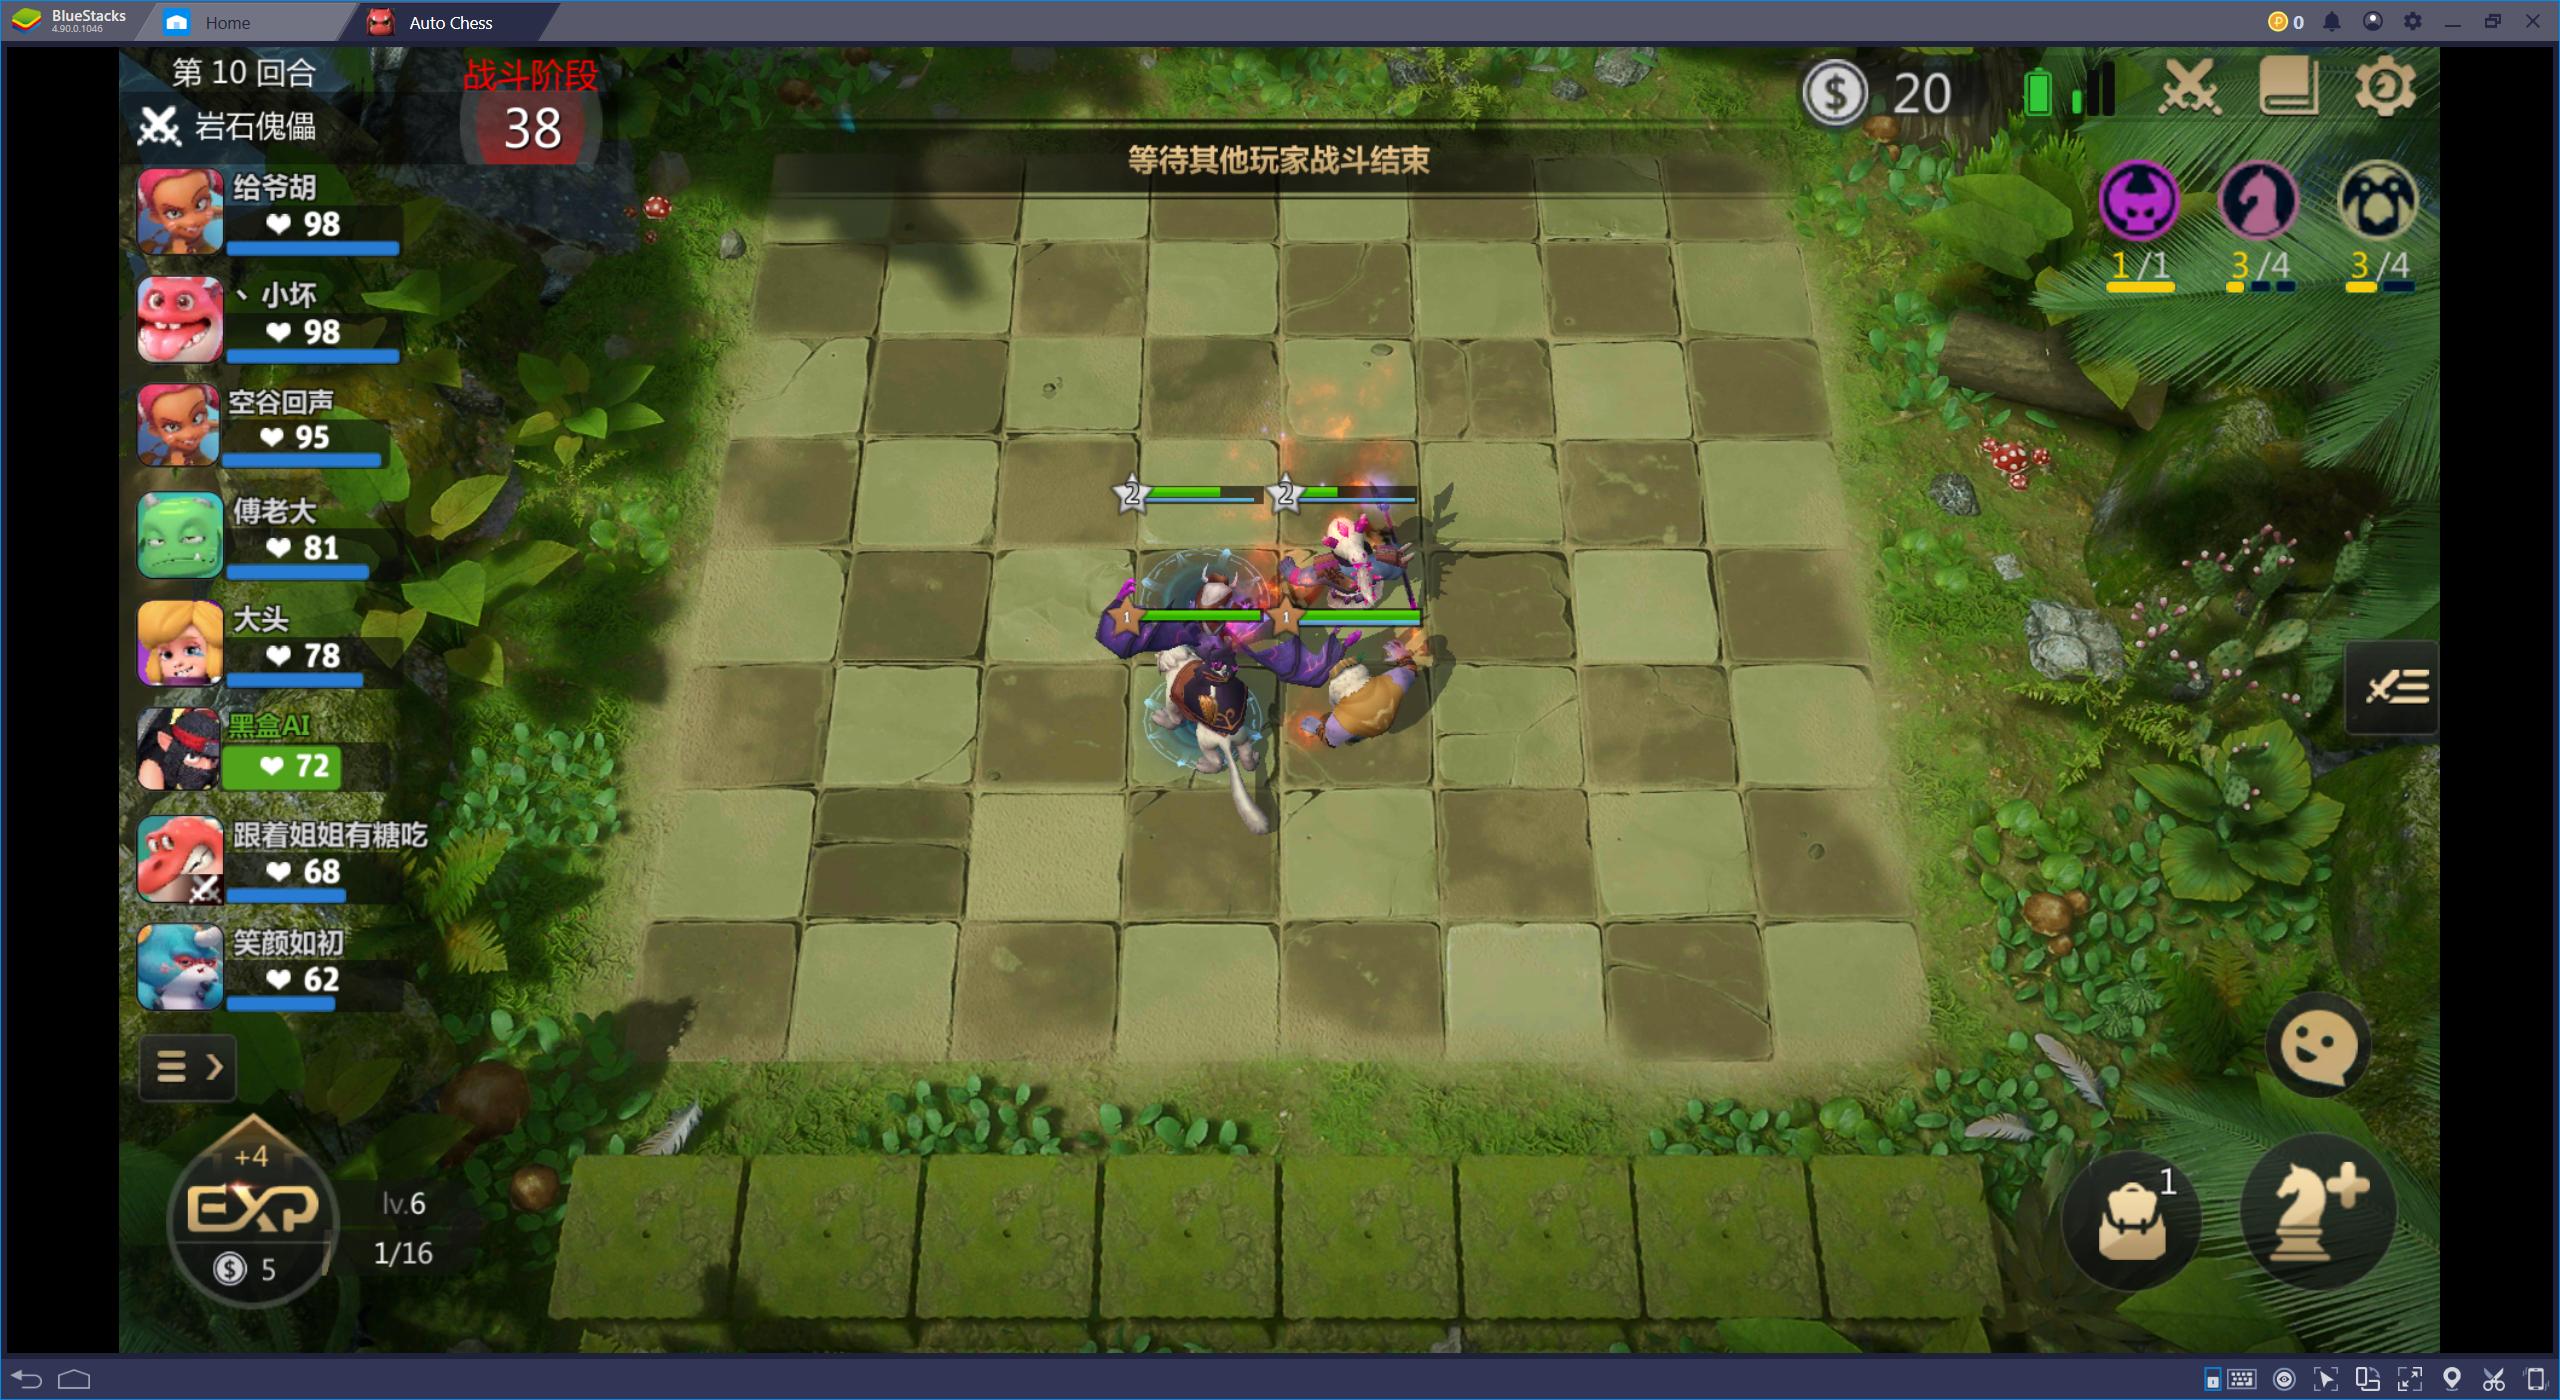 BlueStacks
4.90.0.1046
Home
Auto Chess
0
第 10 回合
战斗阶段
岩石傀儡
38
20
等待其他玩家战斗结束
给爷胡
98
丶小坏
98
空谷回声
95
傅老大
81
大头
78
黑盒AI
72
跟着姐姐有糖吃
68
笑颜如初
62
1/1
3/4
3/4
2
2
1
1
+4
EXP
5
lv.6
1/16
1